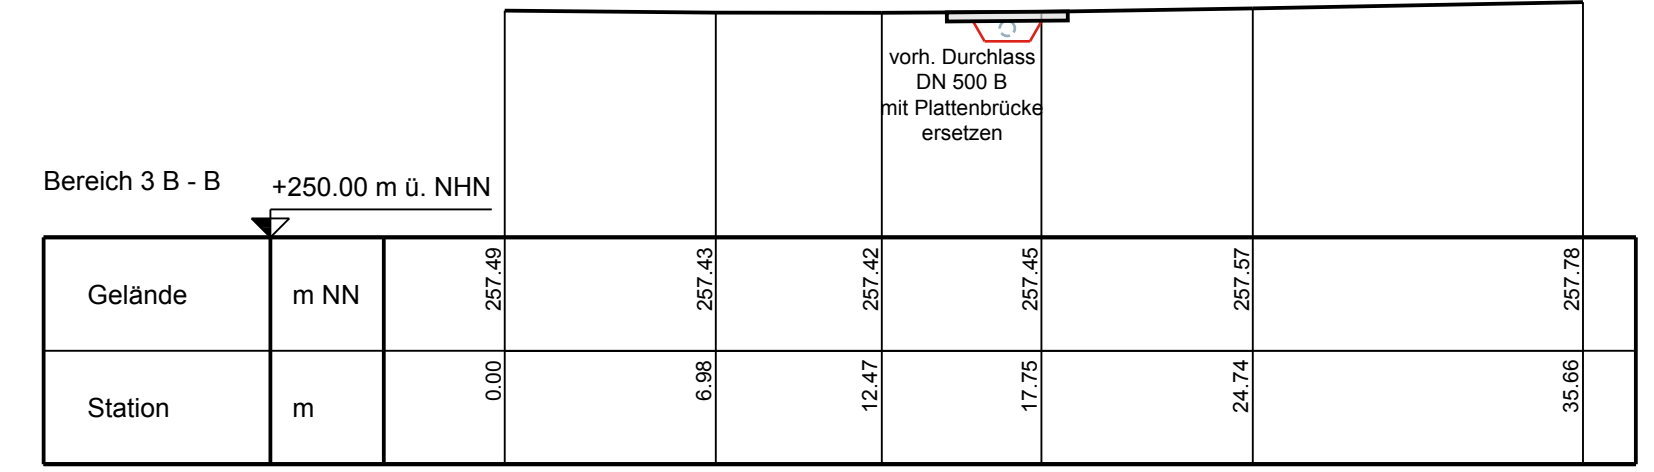 vorh. Durchlass
DN 500 B
mit Plattenbrücke
ersetzen
Bereich 3 B - B
+250.00 m ü. NHN
Gelände m NN 257.49 257.43 257.42 257.45 257.57 257.78
Station m 0.00 6.98 12.47 17.75 24.74 35.66